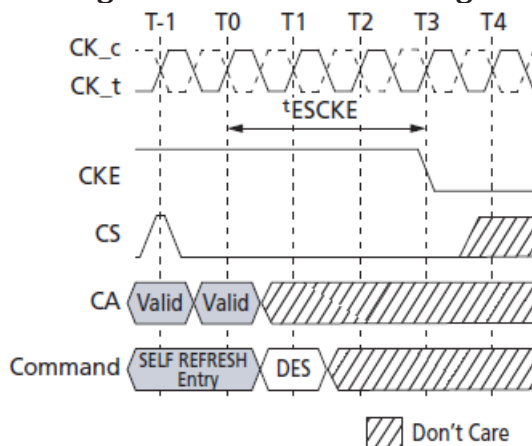 T-1 T0 T1 T2 T3 T4
CK_c
CK_t
tESCKE
CKE
CS
CA Valid Valid
Command SELF REFRESH Entry DES
Don't Care